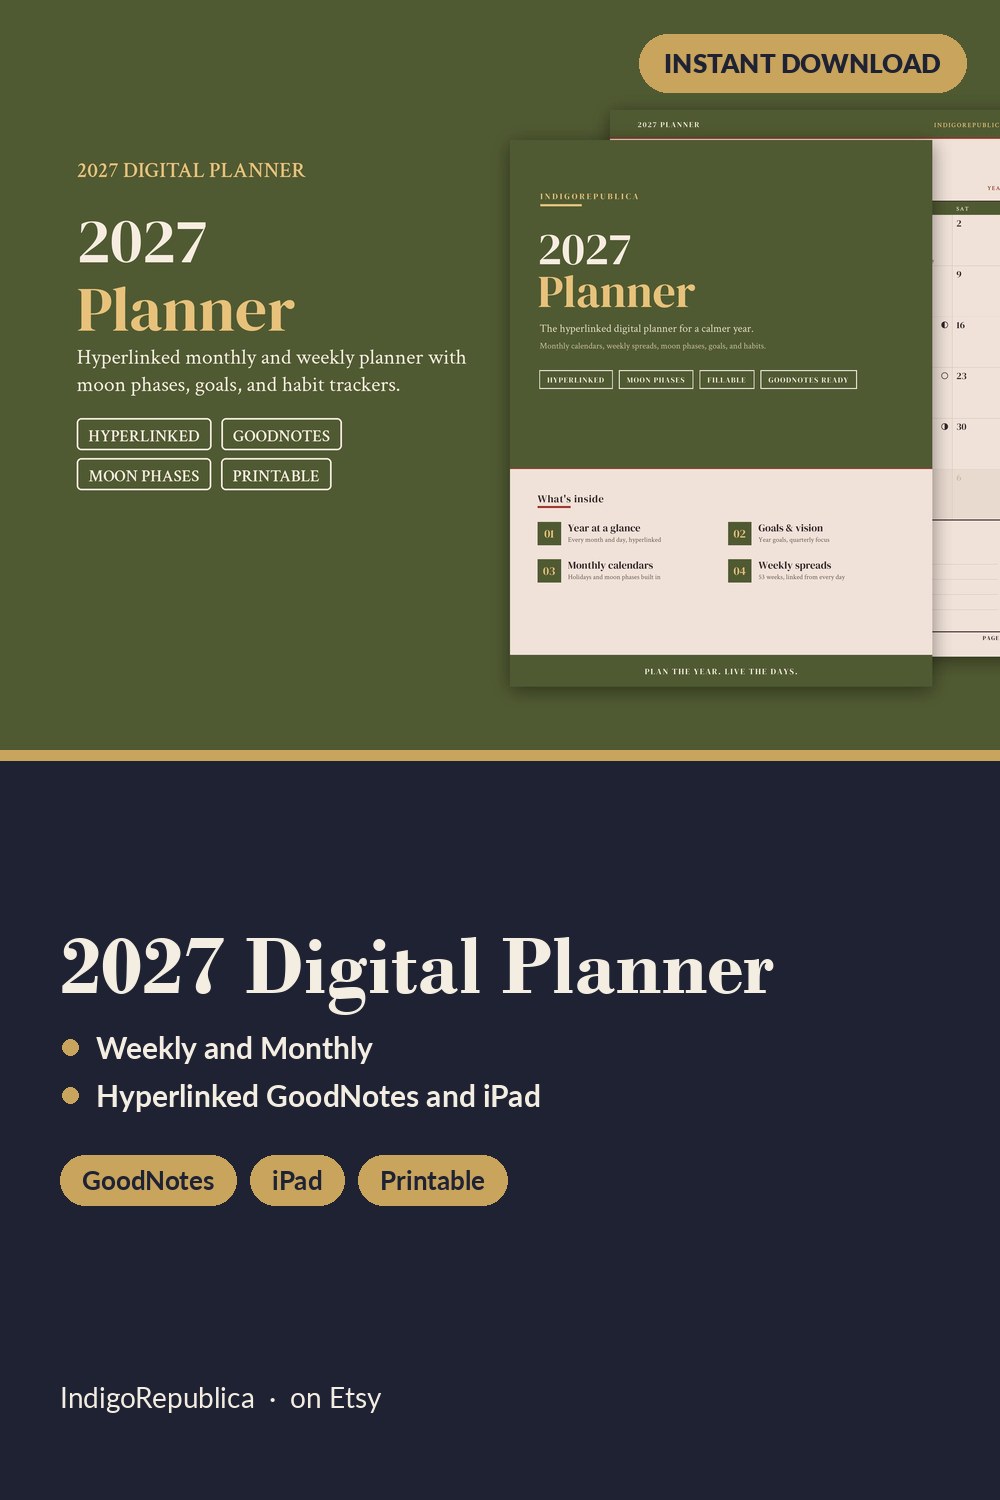 INSTANT DOWNLOAD
2027 DIGITAL PLANNER
2027
Planner
Hyperlinked monthly and weekly planner with
moon phases, goals, and habit trackers.
HYPERLINKED GOODNOTES
MOON PHASES PRINTABLE
2027 PLANNER
INDIGOREPUBLIC
INDIGOREPUBLICA
2027
Planner
The hyperlinked digital planner for a calmer year.
Monthly calendars, weekly spreads, moon phases, goals, and habits.
HYPERLINKED MOON PHASES FILLABLE GOODNOTES READY
What's inside
01 Year at a glance
Every month and day, hyperlinked
02 Goals & vision
Year goals, quarterly focus
03 Monthly calendars
Holidays and moon phases built in
04 Weekly spreads
53 weeks, linked from every day
PLAN THE YEAR. LIVE THE DAYS.
YEA
SAT
2
9
16
23
30
6
PAGE
2027 Digital Planner
Weekly and Monthly
Hyperlinked GoodNotes and iPad
GoodNotes iPad Printable
IndigoRepublica · on Etsy